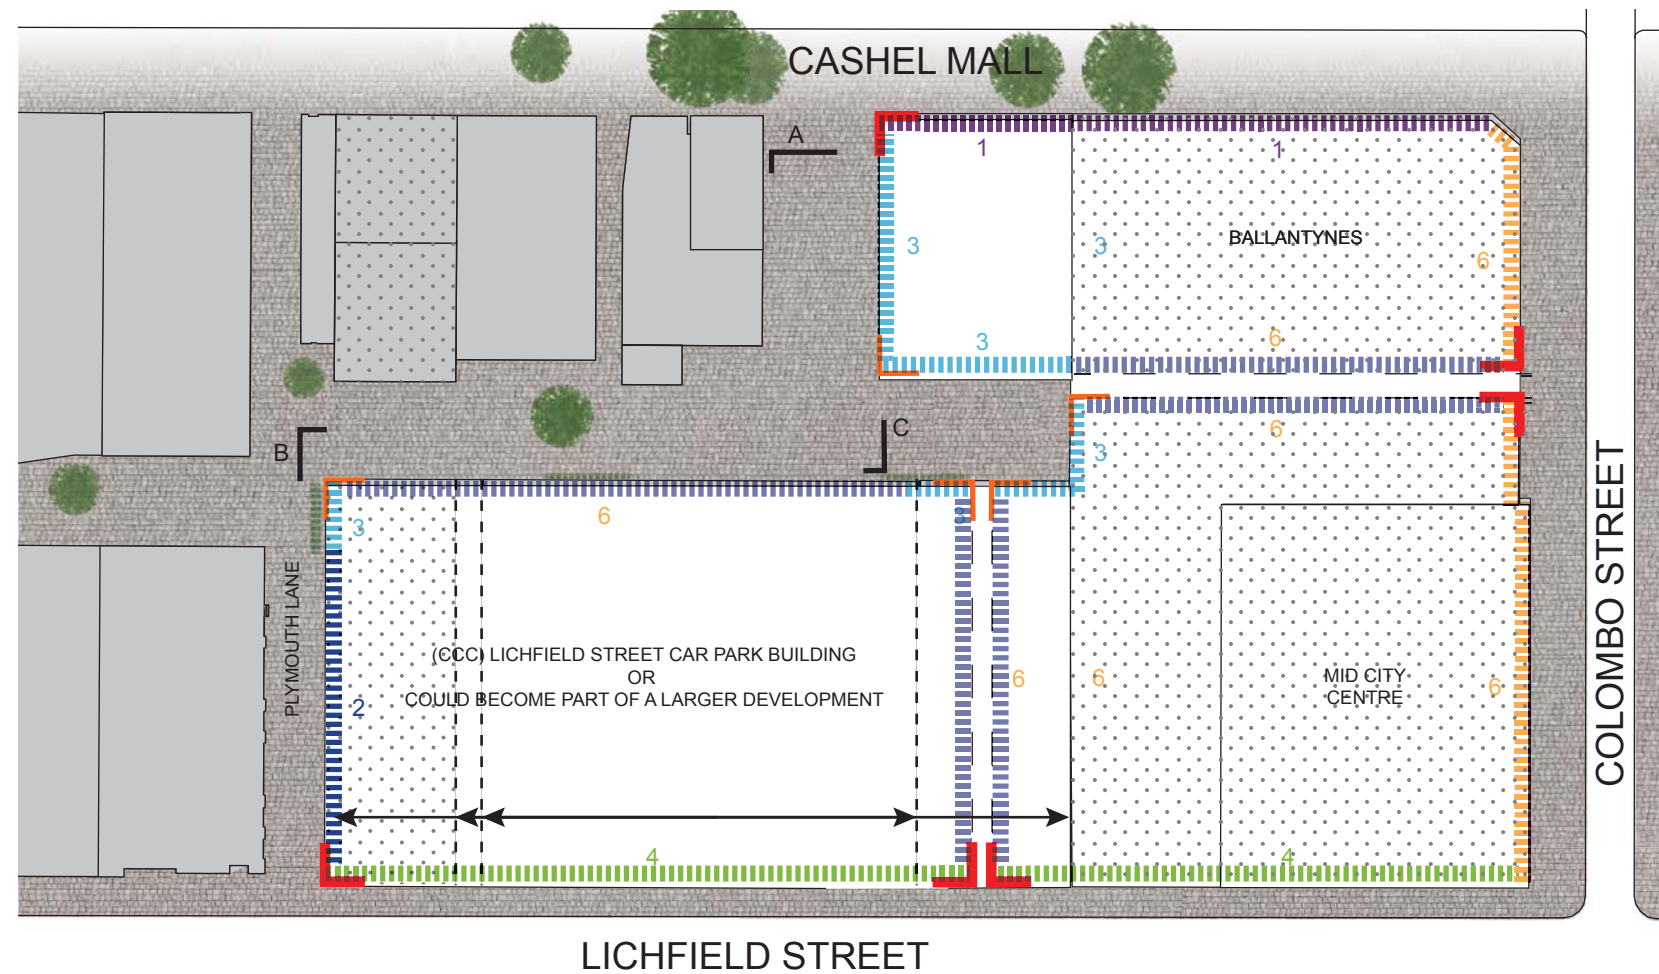 CASHEL MALL
A
1
1
3
3
BALLANTYNES
6
3
6
C
6
B
3
6
3
3
PLYMOUTH LANE
(CCC) LICHFIELD STREET CAR PARK BUILDING
OR
COULD BECOME PART OF A LARGER DEVELOPMENT
2
6
6
MID CITY
CENTRE
6
COLOMBO STREET
4
4
LICHFIELD STREET